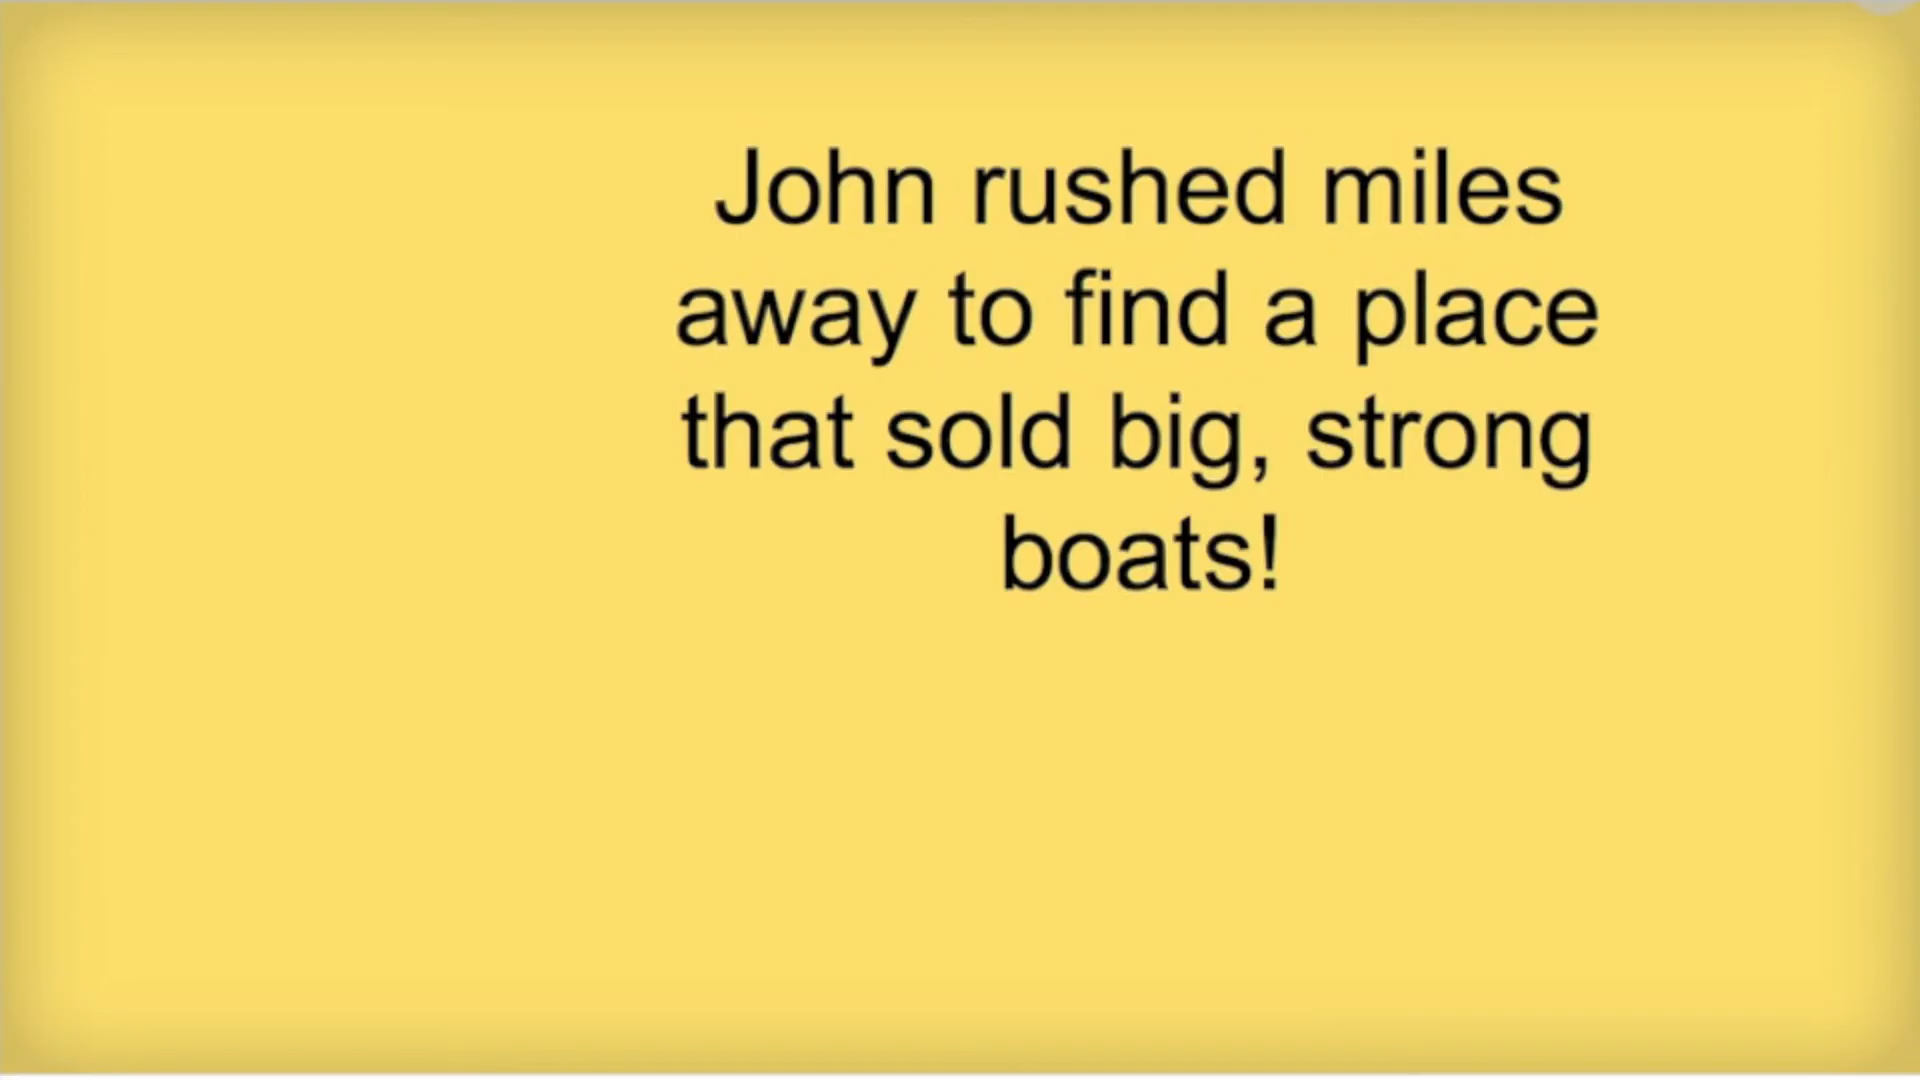 John rushed miles
away to find a place
that sold big, strong
boats!